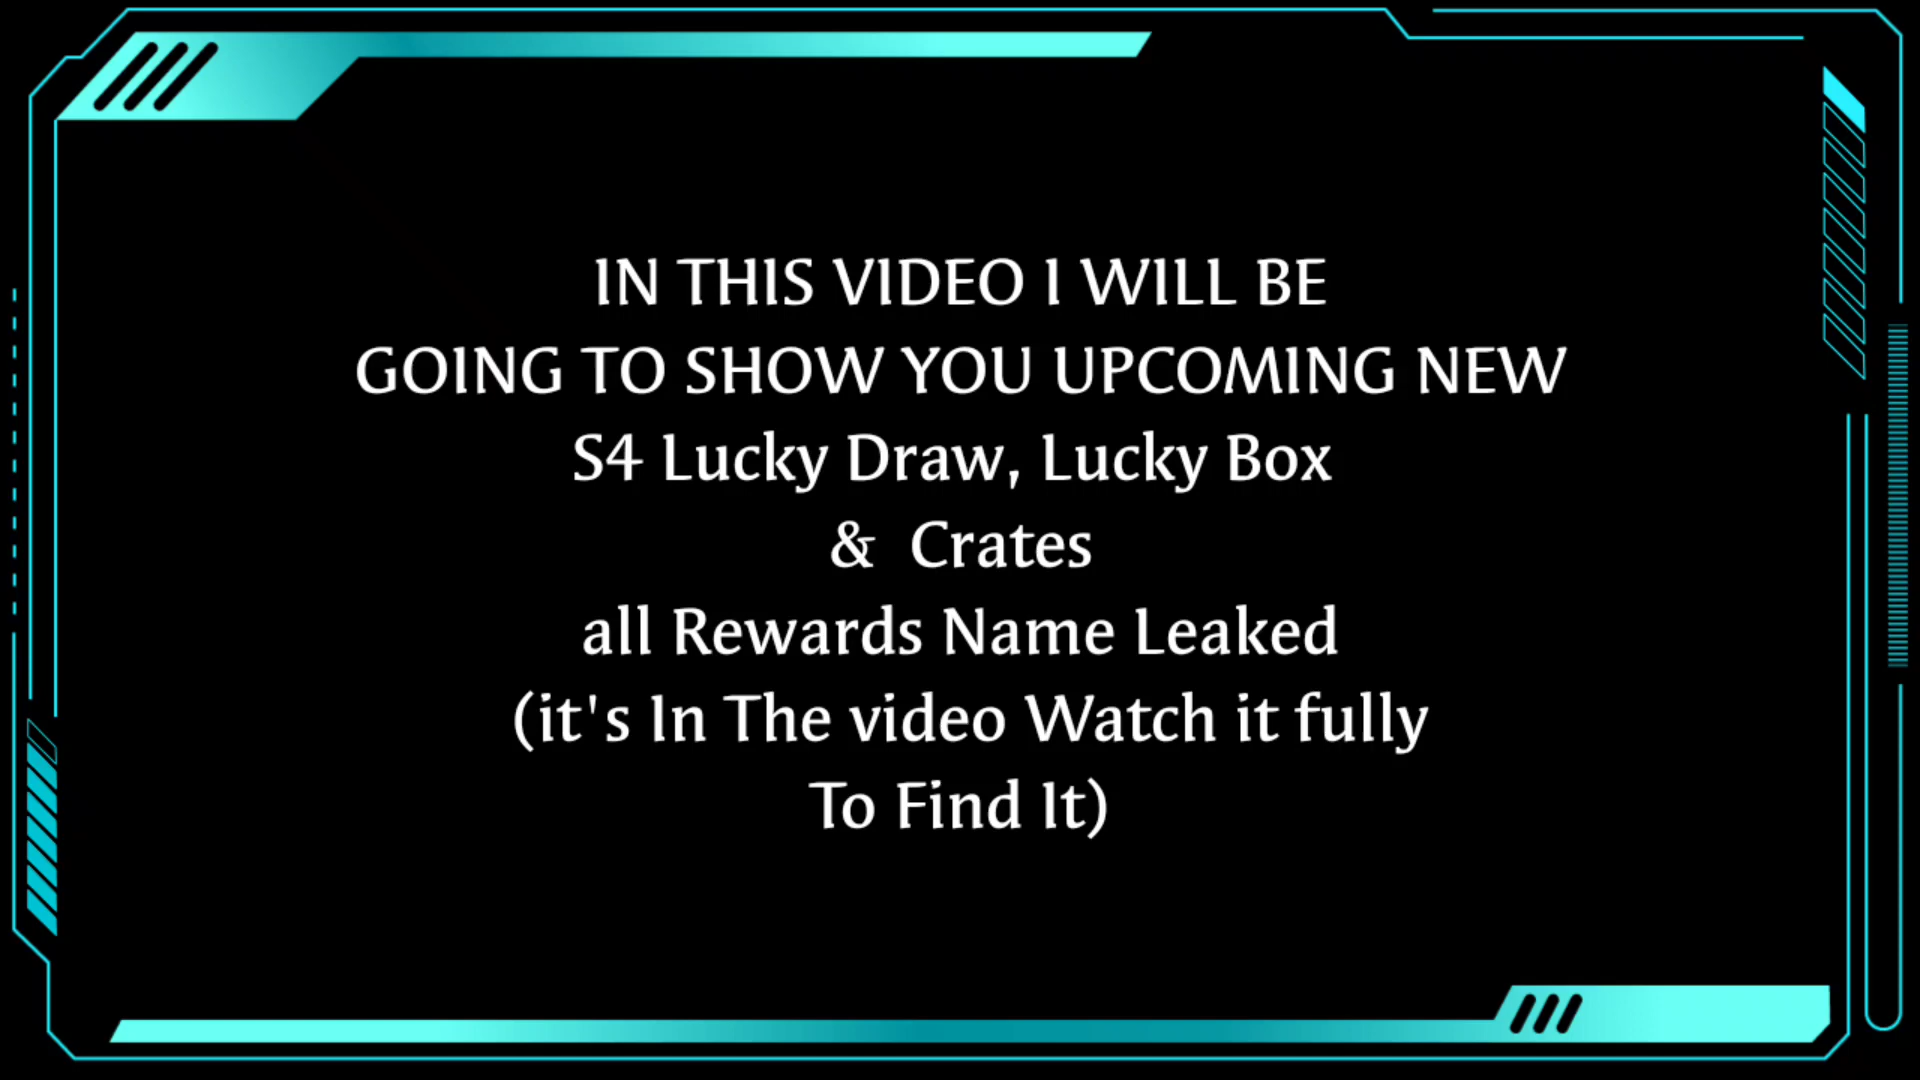 IN THIS VIDEO I WILL BE
GOING TO SHOW YOU UPCOMING NEW
S4 Lucky Draw, Lucky Box
&  Crates
all Rewards Name Leaked
(it's In The video Watch it fully
To Find It)